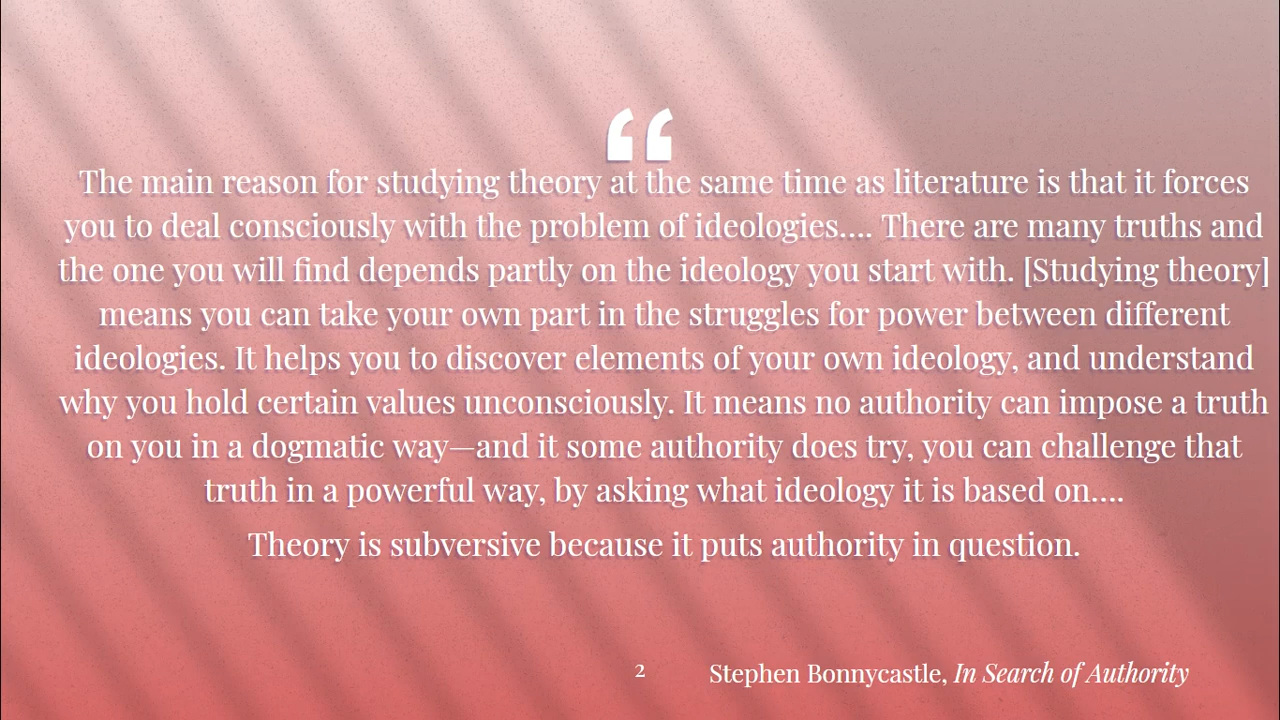 “
The main reason for studying theory at the same time as literature is that it forces
you to deal consciously with the problem of ideologies.... There are many truths and
the one you will find depends partly on the ideology you start with. [Studying theory]
means you can take your own part in the struggles for power between different
ideologies. It helps you to discover elements of your own ideology, and understand
why you hold certain values unconsciously. It means no authority can impose a truth
on you in a dogmatic way—and it some authority does try, you can challenge that
truth in a powerful way, by asking what ideology it is based on....
Theory is subversive because it puts authority in question.
2
Stephen Bonnycastle, In Search of Authority